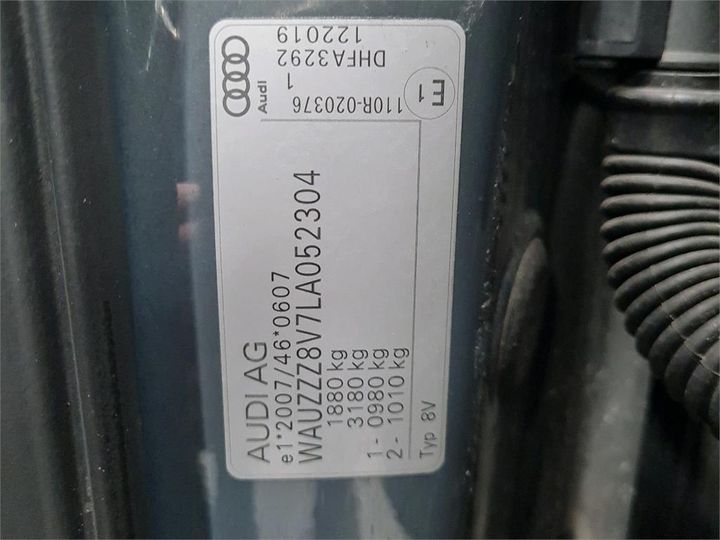 AUDI AG
e1*2007/46*0607
WAUZZZ8V7LA052304
1880 kg
3180 kg
1- 0980 kg
2- 1010 kg
Typ 8V
Audi
1
DHFA3292
122019
E1
110R-020376